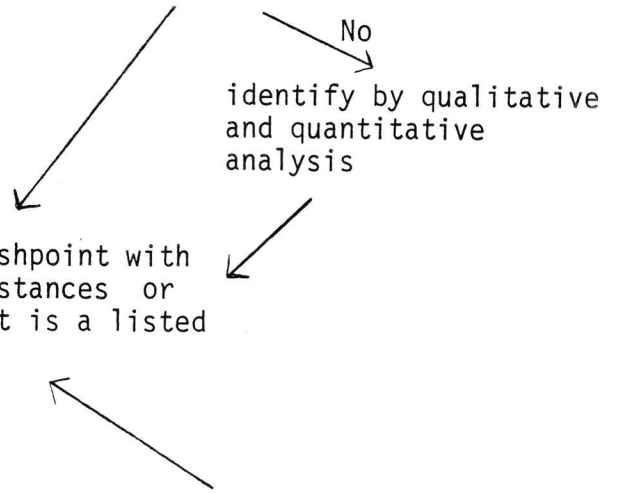 No
identify by qualitative
and quantitative
analysis
shpoint with
stances or
t is a listed